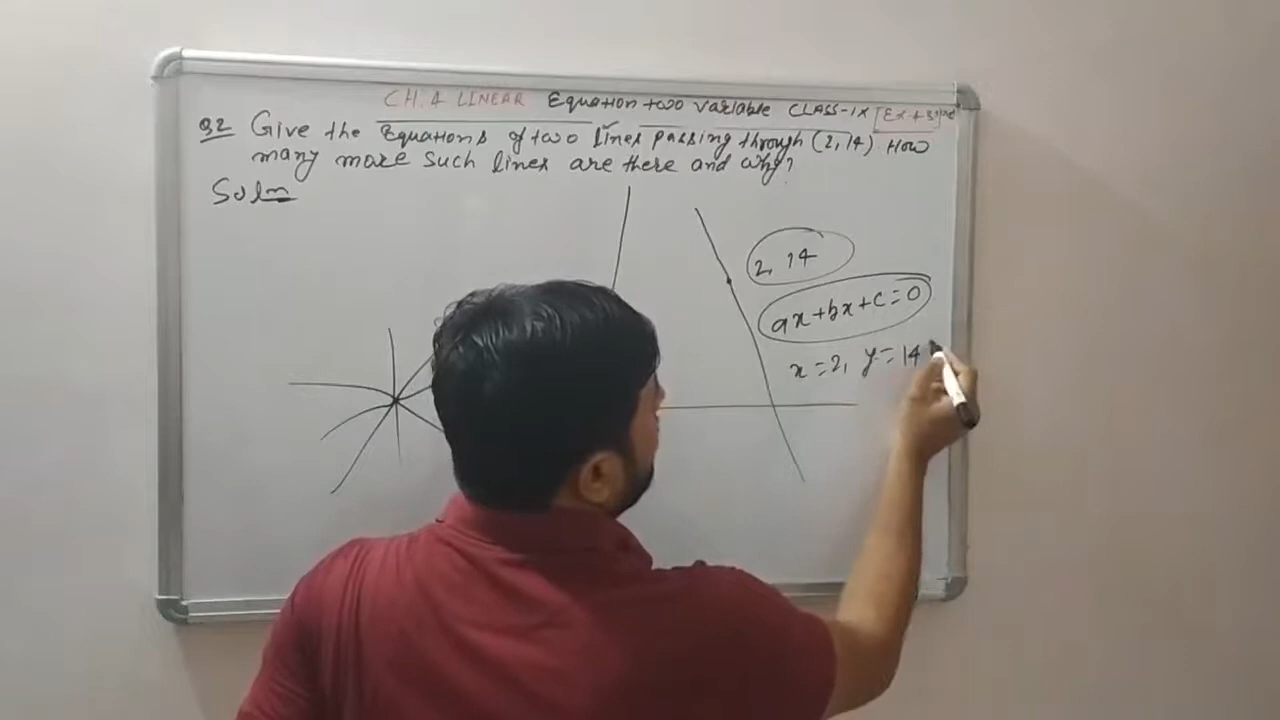 CH. 4 LINEAR Equation two variable CLASS-IX [Ex 4.3]
Q2 Give the Equations of two lines passing through (2, 14) How
many more such lines are there and why?
Soln
2, 14
ax+bx+c=0
x=2, y=14